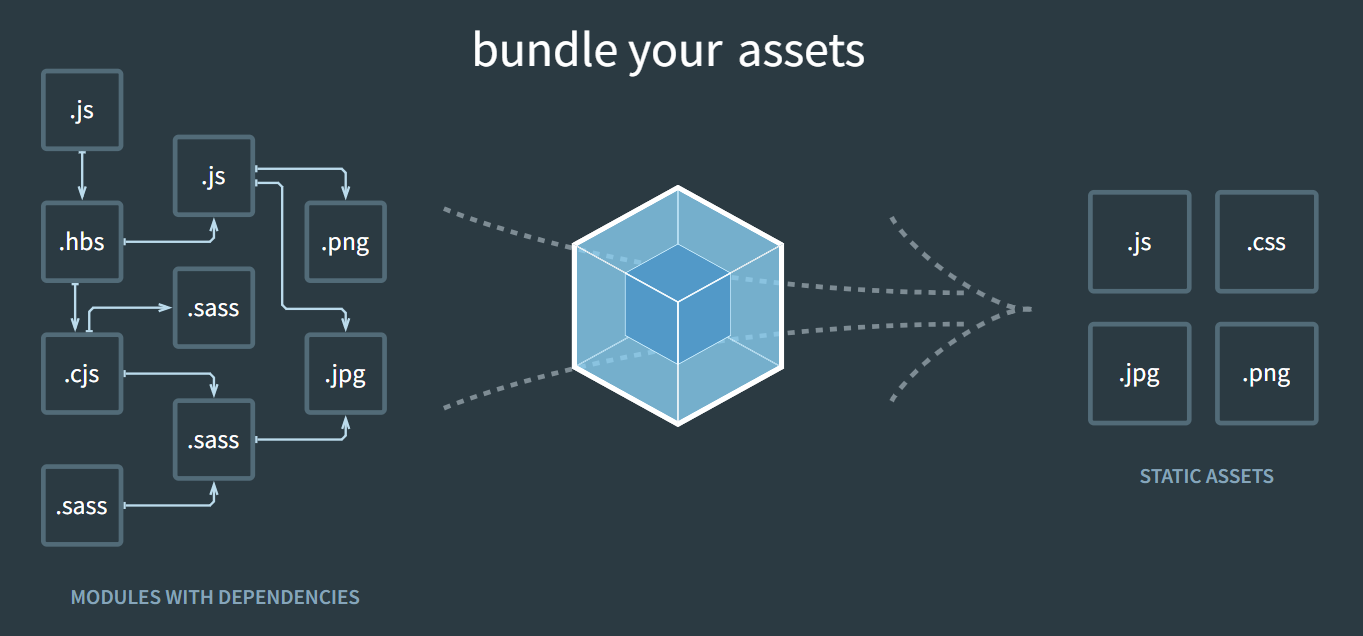 bundle your assets
.js
.js
.hbs
.png
.sass
.cjs
.jpg
.sass
.sass
MODULES WITH DEPENDENCIES
.js
.css
.jpg
.png
STATIC ASSETS